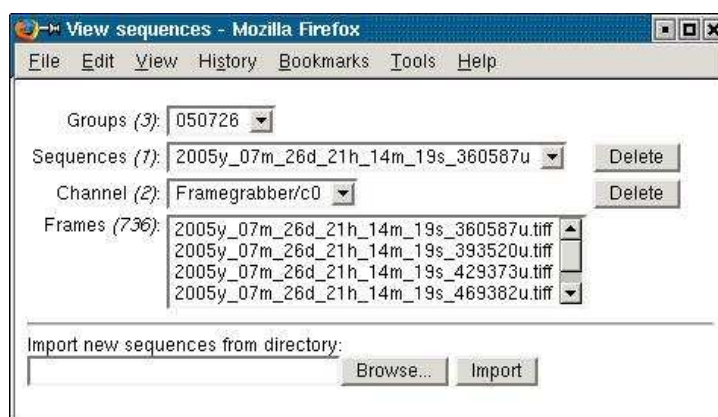 View sequences - Mozilla Firefox
File Edit View History Bookmarks Tools Help
Groups (3): 050726
Sequences (1): 2005y_07m_26d_21h_14m_19s_360587u Delete
Channel (2): Framegrabber/c0 Delete
Frames (736): 2005y_07m_26d_21h_14m_19s_360587u.tiff
2005y_07m_26d_21h_14m_19s_393520u.tiff
2005y_07m_26d_21h_14m_19s_429373u.tiff
2005y_07m_26d_21h_14m_19s_469382u.tiff
Import new sequences from directory:
Browse... Import